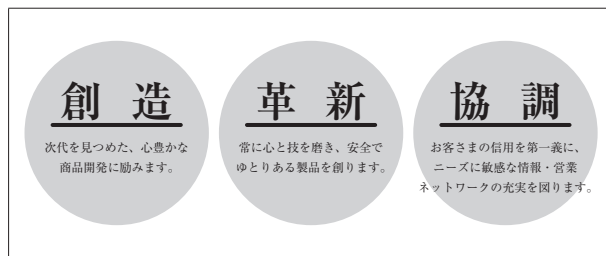 創 造
次代を見つめた、心豊かな
商品開発に励みます。
革 新
常に心と技を磨き、安全で
ゆとりある製品を創ります。
協 調
お客さまの信用を第一義に、
ニーズに敏感な情報・営業
ネットワークの充実を図ります。